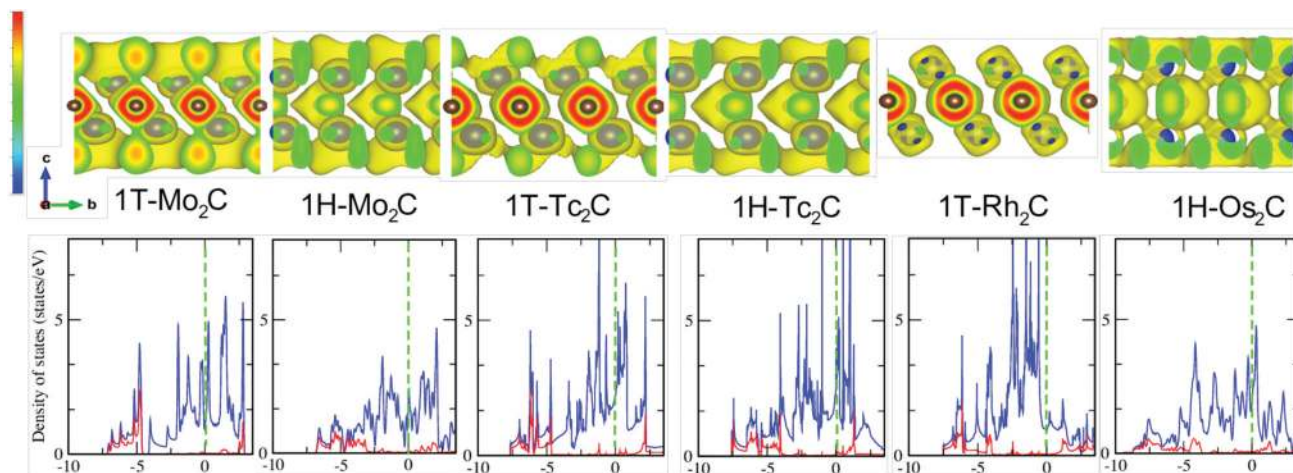 c
a b
1T-Mo₂C 1H-Mo₂C 1T-Tc₂C 1H-Tc₂C 1T-Rh₂C 1H-Os₂C
Density of states (states/eV)
5 5 5 5 5 5
0 0 0 0 0 0
-10 -5 0 -10 -5 0 -10 -5 0 -10 -5 0 -10 -5 0 -10 -5 0